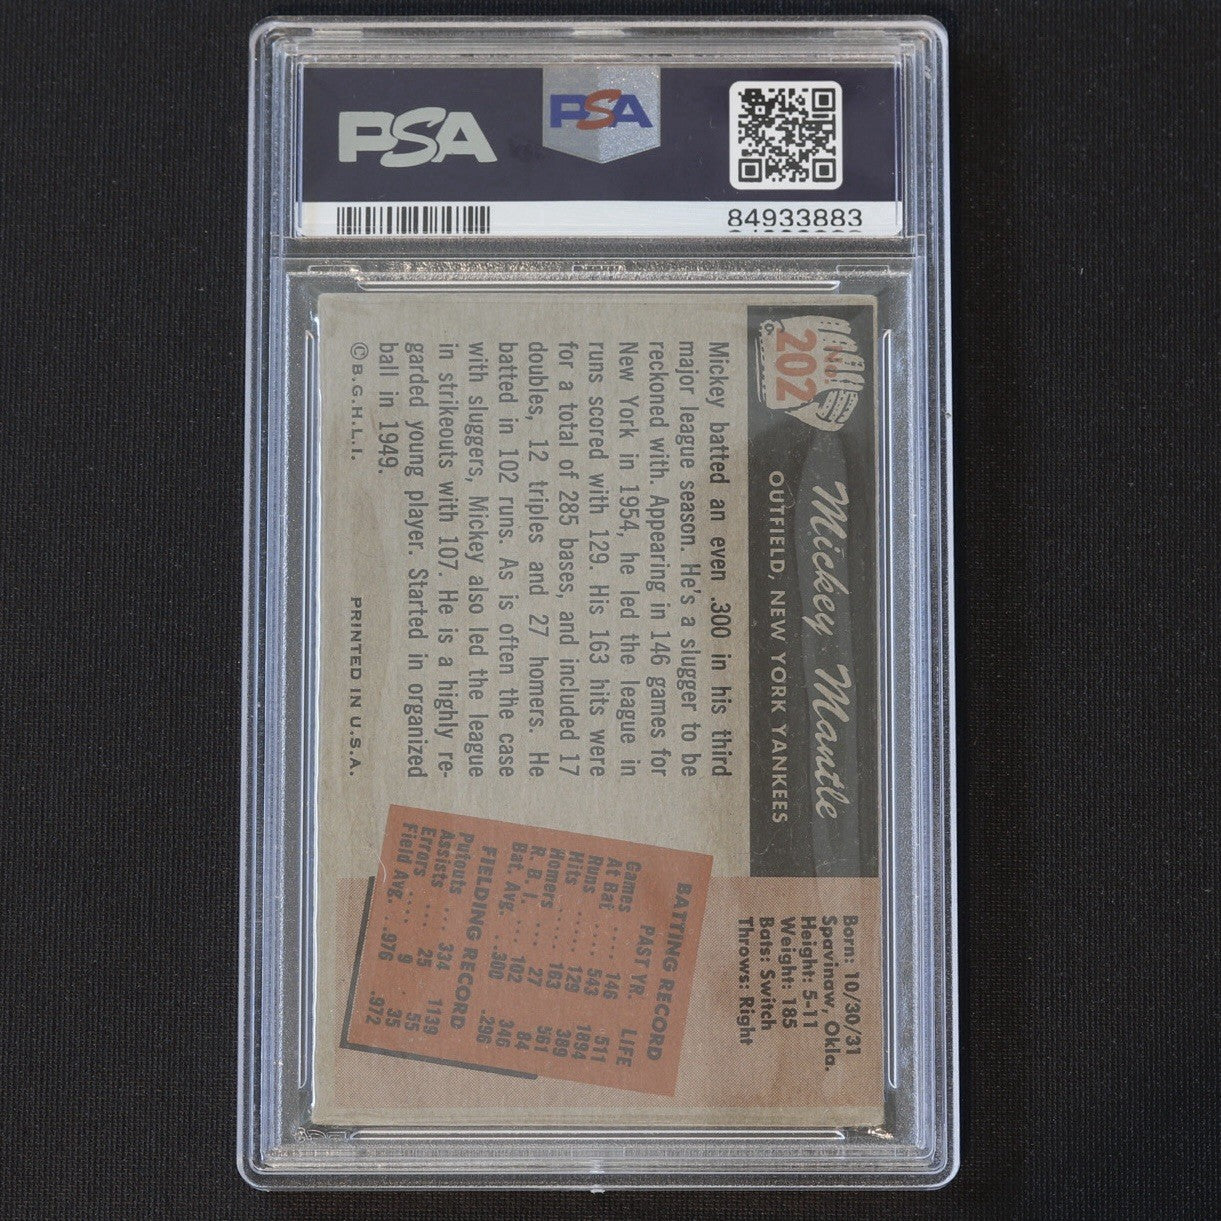 PSA
PSA
84933883
No.
202
Mickey Mantle
OUTFIELD, NEW YORK YANKEES
Born: 10/30/31
Spavinaw, Okla.
Height: 5-11
Weight: 185
Bats: Switch
Throws: Right
Mickey batted an even .300 in his third
major league season. He's a slugger to be
reckoned with. Appearing in 146 games for
New York in 1954, he led the league in
runs scored with 129. His 163 hits were
for a total of 285 bases, and included 17
doubles, 12 triples and 27 homers. He
batted in 102 runs. As is often the case
with sluggers, Mickey also led the league
in strikeouts with 107. He is a highly re-
garded young player. Started in organized
ball in 1949.
BATTING RECORD
PAST YR. LIFE
Games .... 146 511
At Bat .... 543 1894
Runs ..... 129 389
Hits ...... 163 561
Homers .... 27 84
R. B. I. ... 102 346
Bat. Avg. .. .300 .296
FIELDING RECORD
Putouts ... 334 1139
Assists .... 25 55
Errors .... 9 35
Field Avg. .. .976 .972
© B.G.H.L.I. PRINTED IN U.S.A.